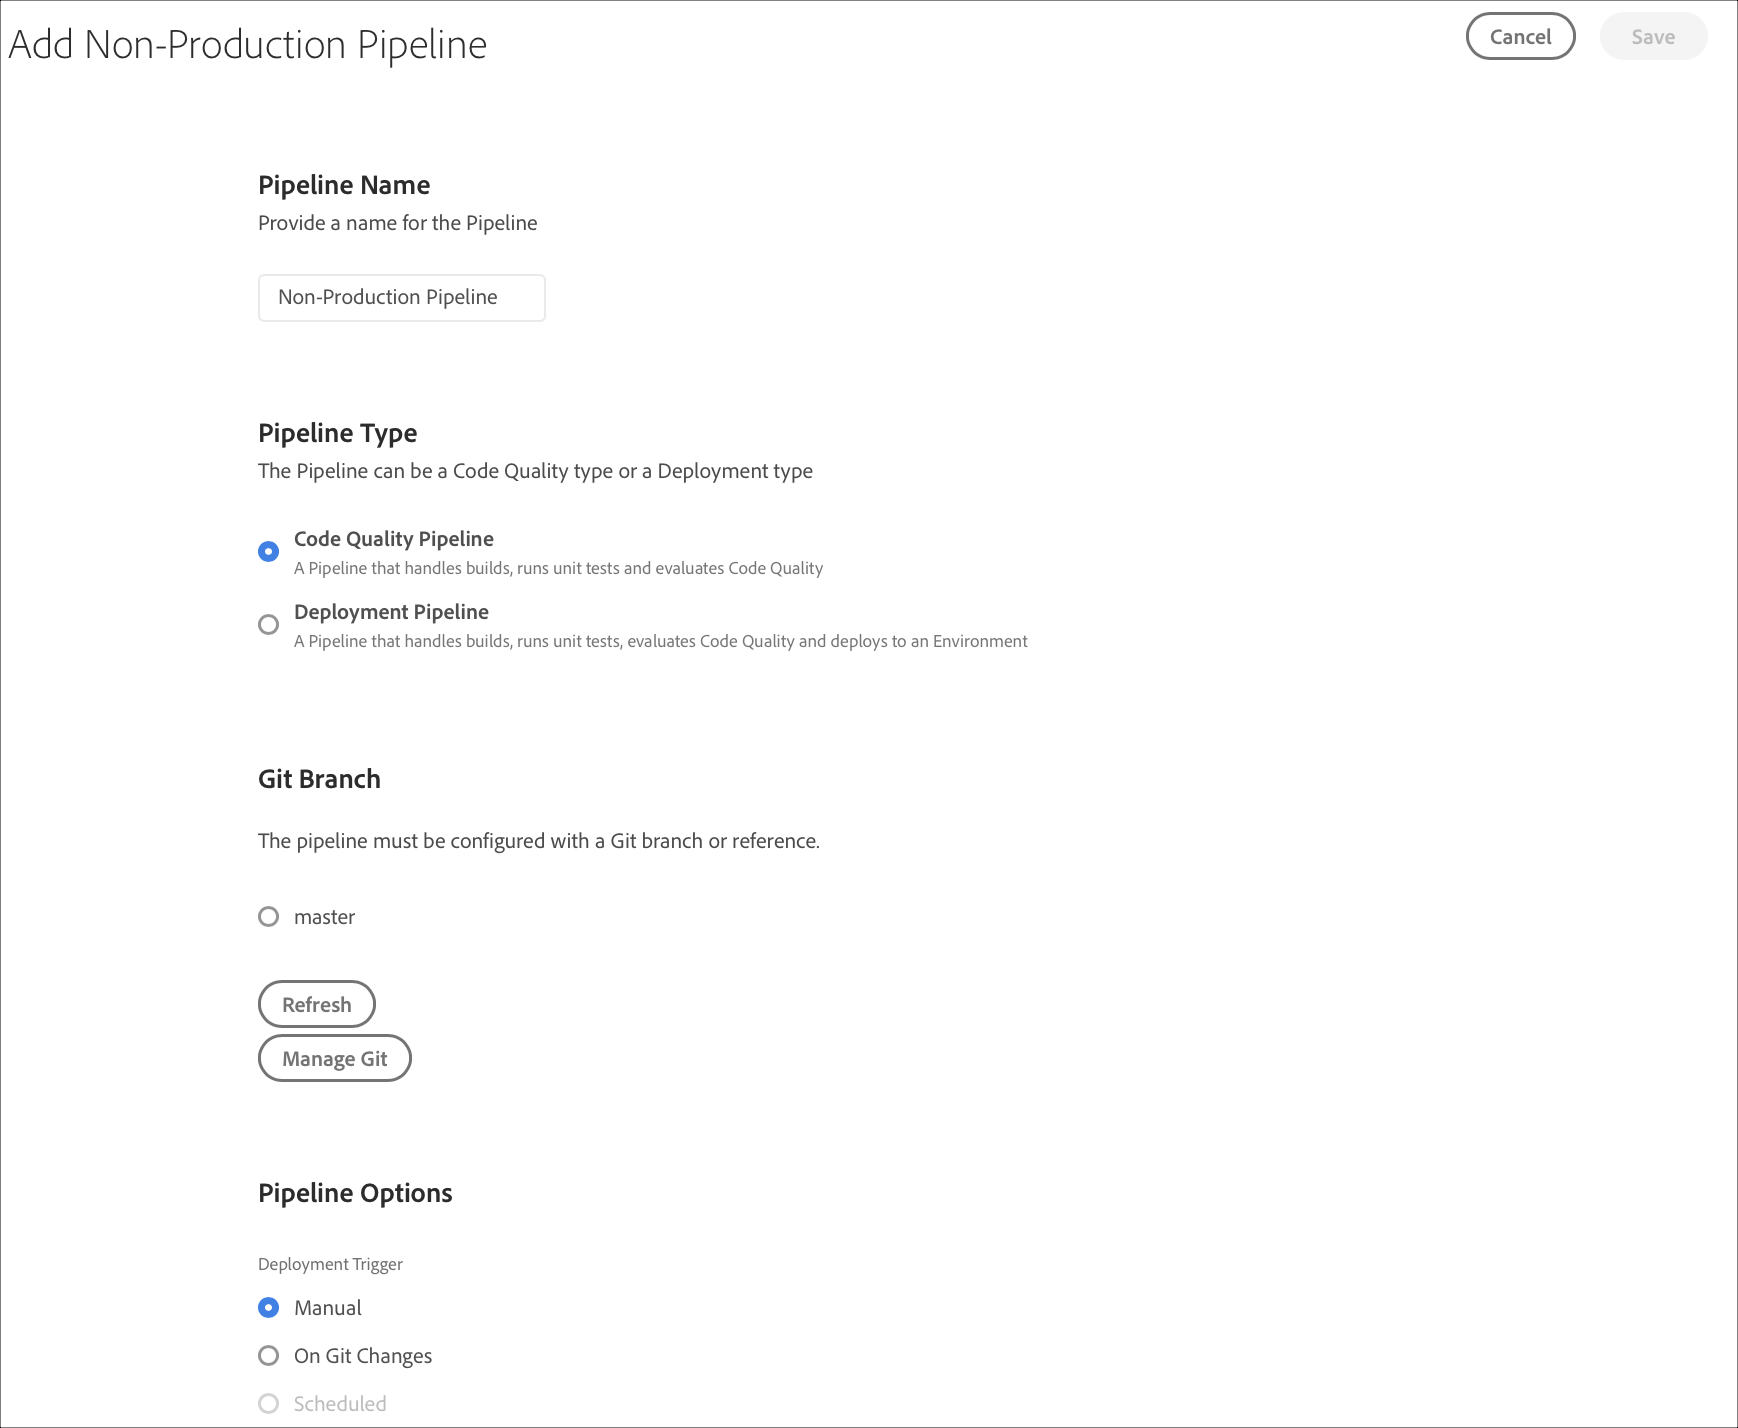 Add Non-Production Pipeline
Cancel
Save
Pipeline Name
Provide a name for the Pipeline
Non-Production Pipeline
Pipeline Type
The Pipeline can be a Code Quality type or a Deployment type
Code Quality Pipeline
A Pipeline that handles builds, runs unit tests and evaluates Code Quality
Deployment Pipeline
A Pipeline that handles builds, runs unit tests, evaluates Code Quality and deploys to an Environment
Git Branch
The pipeline must be configured with a Git branch or reference.
master
Refresh
Manage Git
Pipeline Options
Deployment Trigger
Manual
On Git Changes
Scheduled